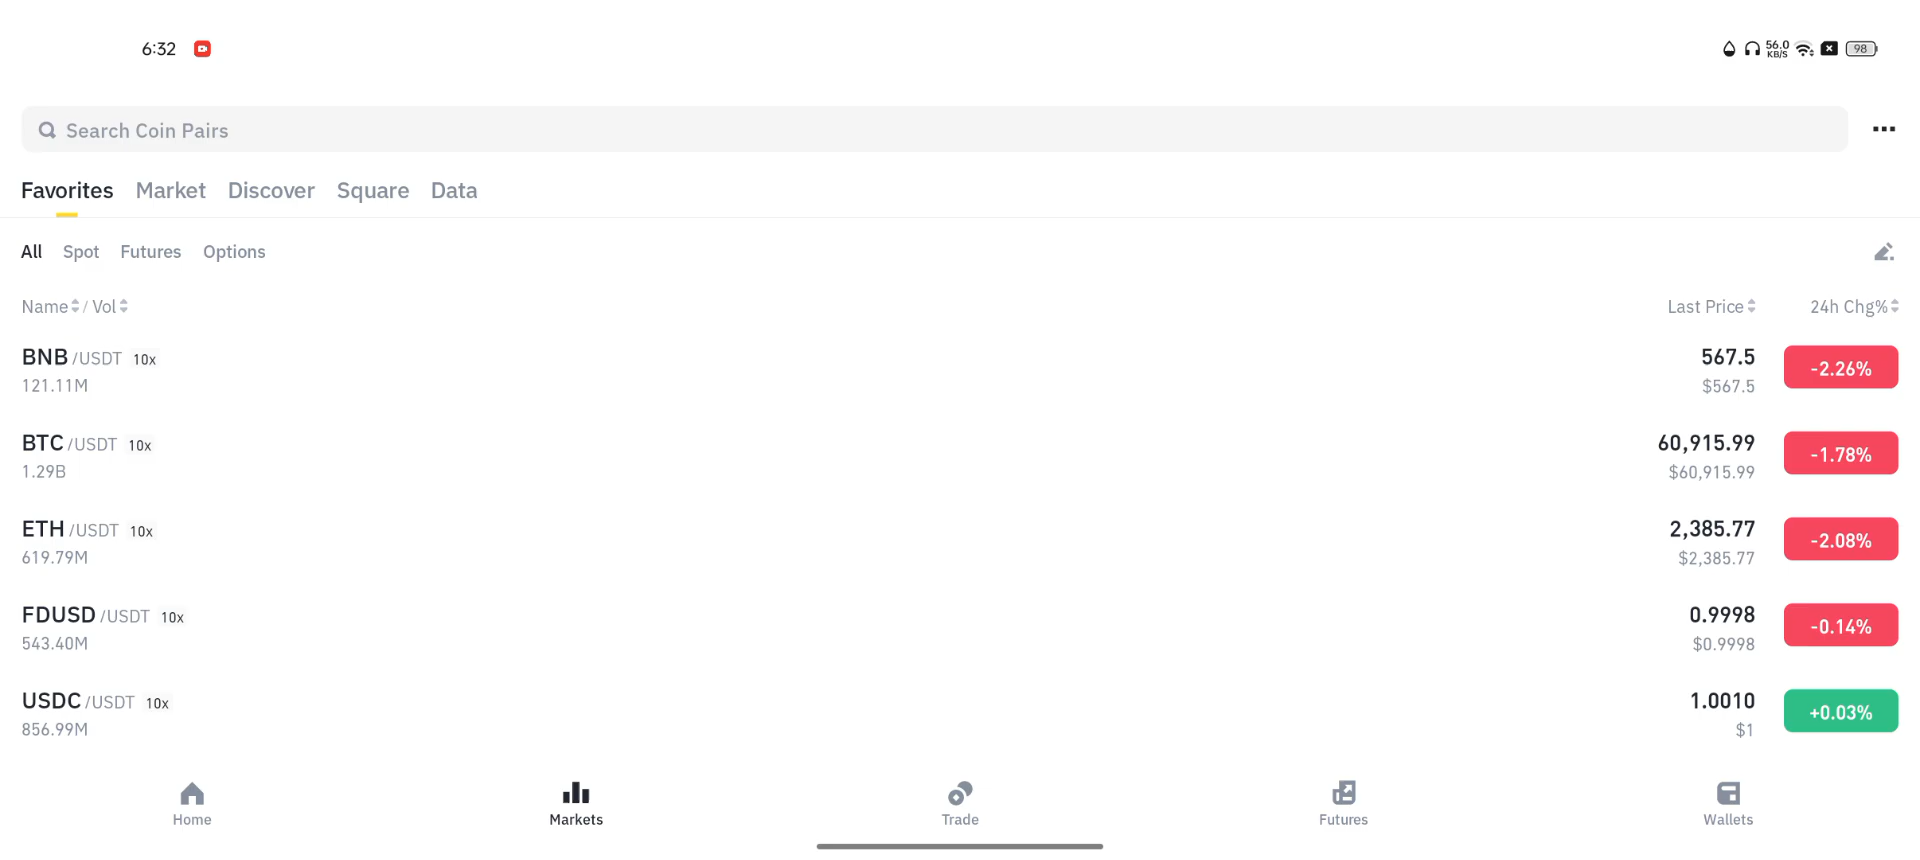 6:32 56.0 KB/S 98
Search Coin Pairs
Favorites Market Discover Square Data
All Spot Futures Options
Name / Vol Last Price 24h Chg%
BNB /USDT 10x 567.5 -2.26%
121.11M $567.5
BTC /USDT 10x 60,915.99 -1.78%
1.29B $60,915.99
ETH /USDT 10x 2,385.77 -2.08%
619.79M $2,385.77
FDUSD /USDT 10x 0.9998 -0.14%
543.40M $0.9998
USDC /USDT 10x 1.0010 +0.03%
856.99M $1
Home Markets Trade Futures Wallets